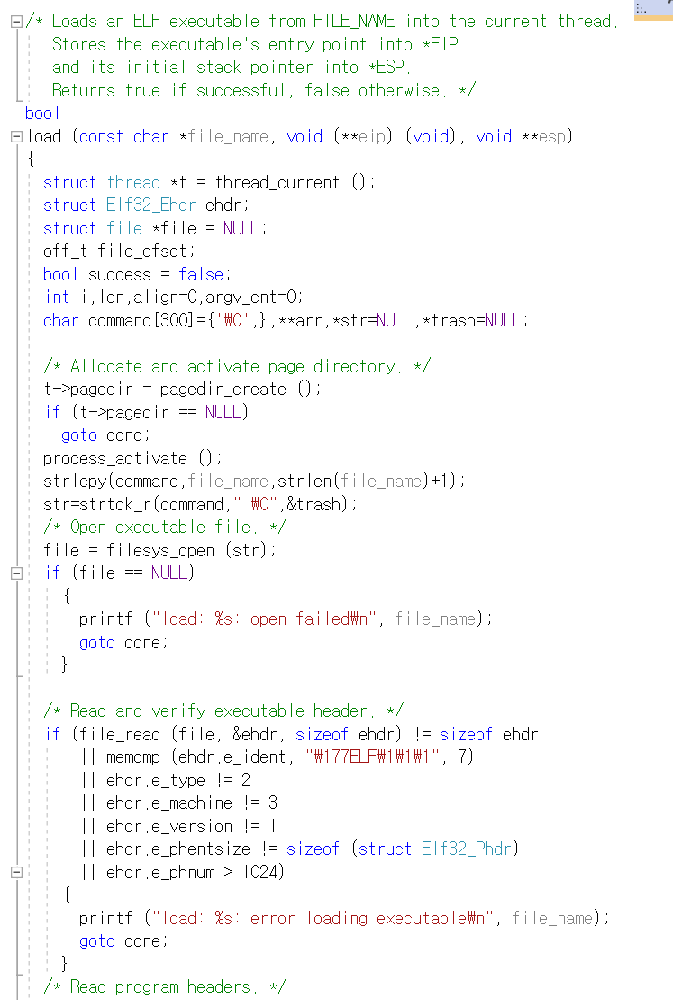 /* Loads an ELF executable from FILE_NAME into the current thread.
Stores the executable's entry point into *EIP
and its initial stack pointer into *ESP.
Returns true if successful, false otherwise. */
bool
load (const char *file_name, void (**eip) (void), void **esp)
{
struct thread *t = thread_current ();
struct Elf32_Ehdr ehdr;
struct file *file = NULL;
off_t file_ofset;
bool success = false;
int i,len,align=0,argv_cnt=0;
char command[300]={'₩0',},**arr,*str=NULL,*trash=NULL;
/* Allocate and activate page directory. */
t->pagedir = pagedir_create ();
if (t->pagedir == NULL)
goto done;
process_activate ();
strlcpy(command,file_name,strlen(file_name)+1);
str=strtok_r(command," ₩0",&trash);
/* Open executable file. */
file = filesys_open (str);
if (file == NULL)
{
printf ("load: %s: open failed₩n", file_name);
goto done;
}
/* Read and verify executable header. */
if (file_read (file, &ehdr, sizeof ehdr) != sizeof ehdr
|| memcmp (ehdr.e_ident, "₩177ELF₩1₩1₩1", 7)
|| ehdr.e_type != 2
|| ehdr.e_machine != 3
|| ehdr.e_version != 1
|| ehdr.e_phentsize != sizeof (struct Elf32_Phdr)
|| ehdr.e_phnum > 1024)
{
printf ("load: %s: error loading executable₩n", file_name);
goto done;
}
/* Read program headers. */